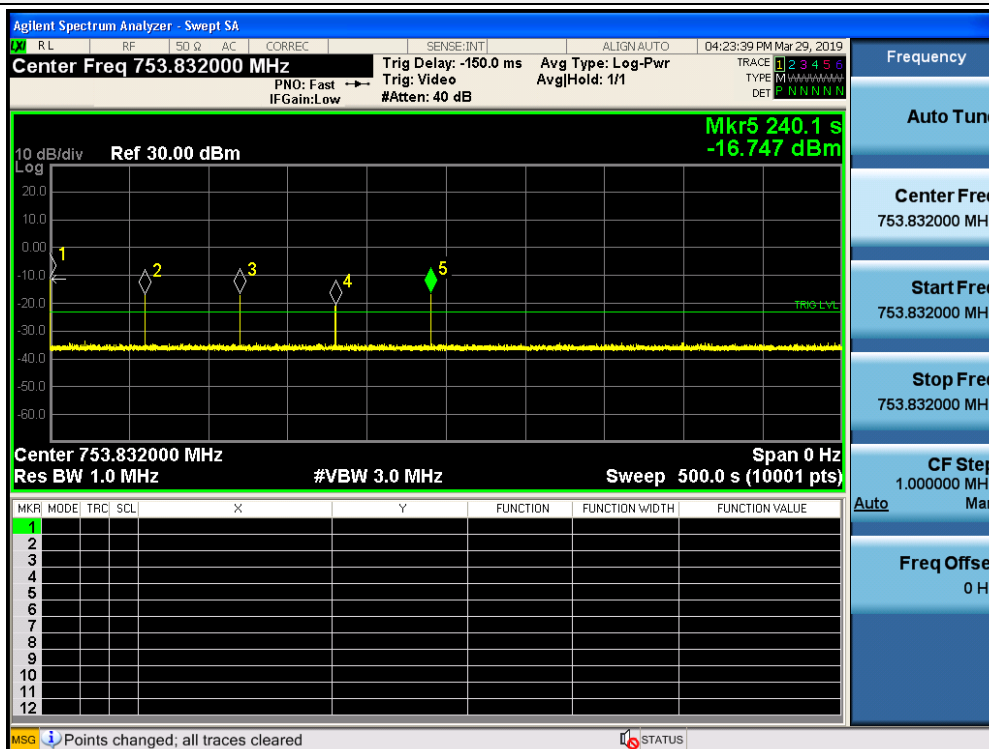 Agilent Spectrum Analyzer - Swept SA
LXI RL RF 50 Ω AC CORREC SENSE:INT ALIGN AUTO 04:23:39 PM Mar 29, 2019
Center Freq 753.832000 MHz
PNO: Fast
IFGain:Low
Trig Delay: -150.0 ms
Trig: Video
#Atten: 40 dB
Avg Type: Log-Pwr
Avg|Hold: 1/1
TRACE 1 2 3 4 5 6
TYPE M
DET P N N N N N
Mkr5 240.1 s
-16.747 dBm
10 dB/div Ref 30.00 dBm
Log
20.0
10.0
0.00
-10.0
-20.0
-30.0
-40.0
-50.0
-60.0
1
2
3
4
5
TRIG LVL
Center 753.832000 MHz Span 0 Hz
Res BW 1.0 MHz #VBW 3.0 MHz Sweep 500.0 s (10001 pts)
MKR MODE TRC SCL X Y FUNCTION FUNCTION WIDTH FUNCTION VALUE
1
2
3
4
5
6
7
8
9
10
11
12
MSG Points changed; all traces cleared STATUS
Frequency
Auto Tun
Center Fre
753.832000 MH
Start Fre
753.832000 MH
Stop Fre
753.832000 MH
CF Step
1.000000 MH
Auto Ma
Freq Offse
0 H